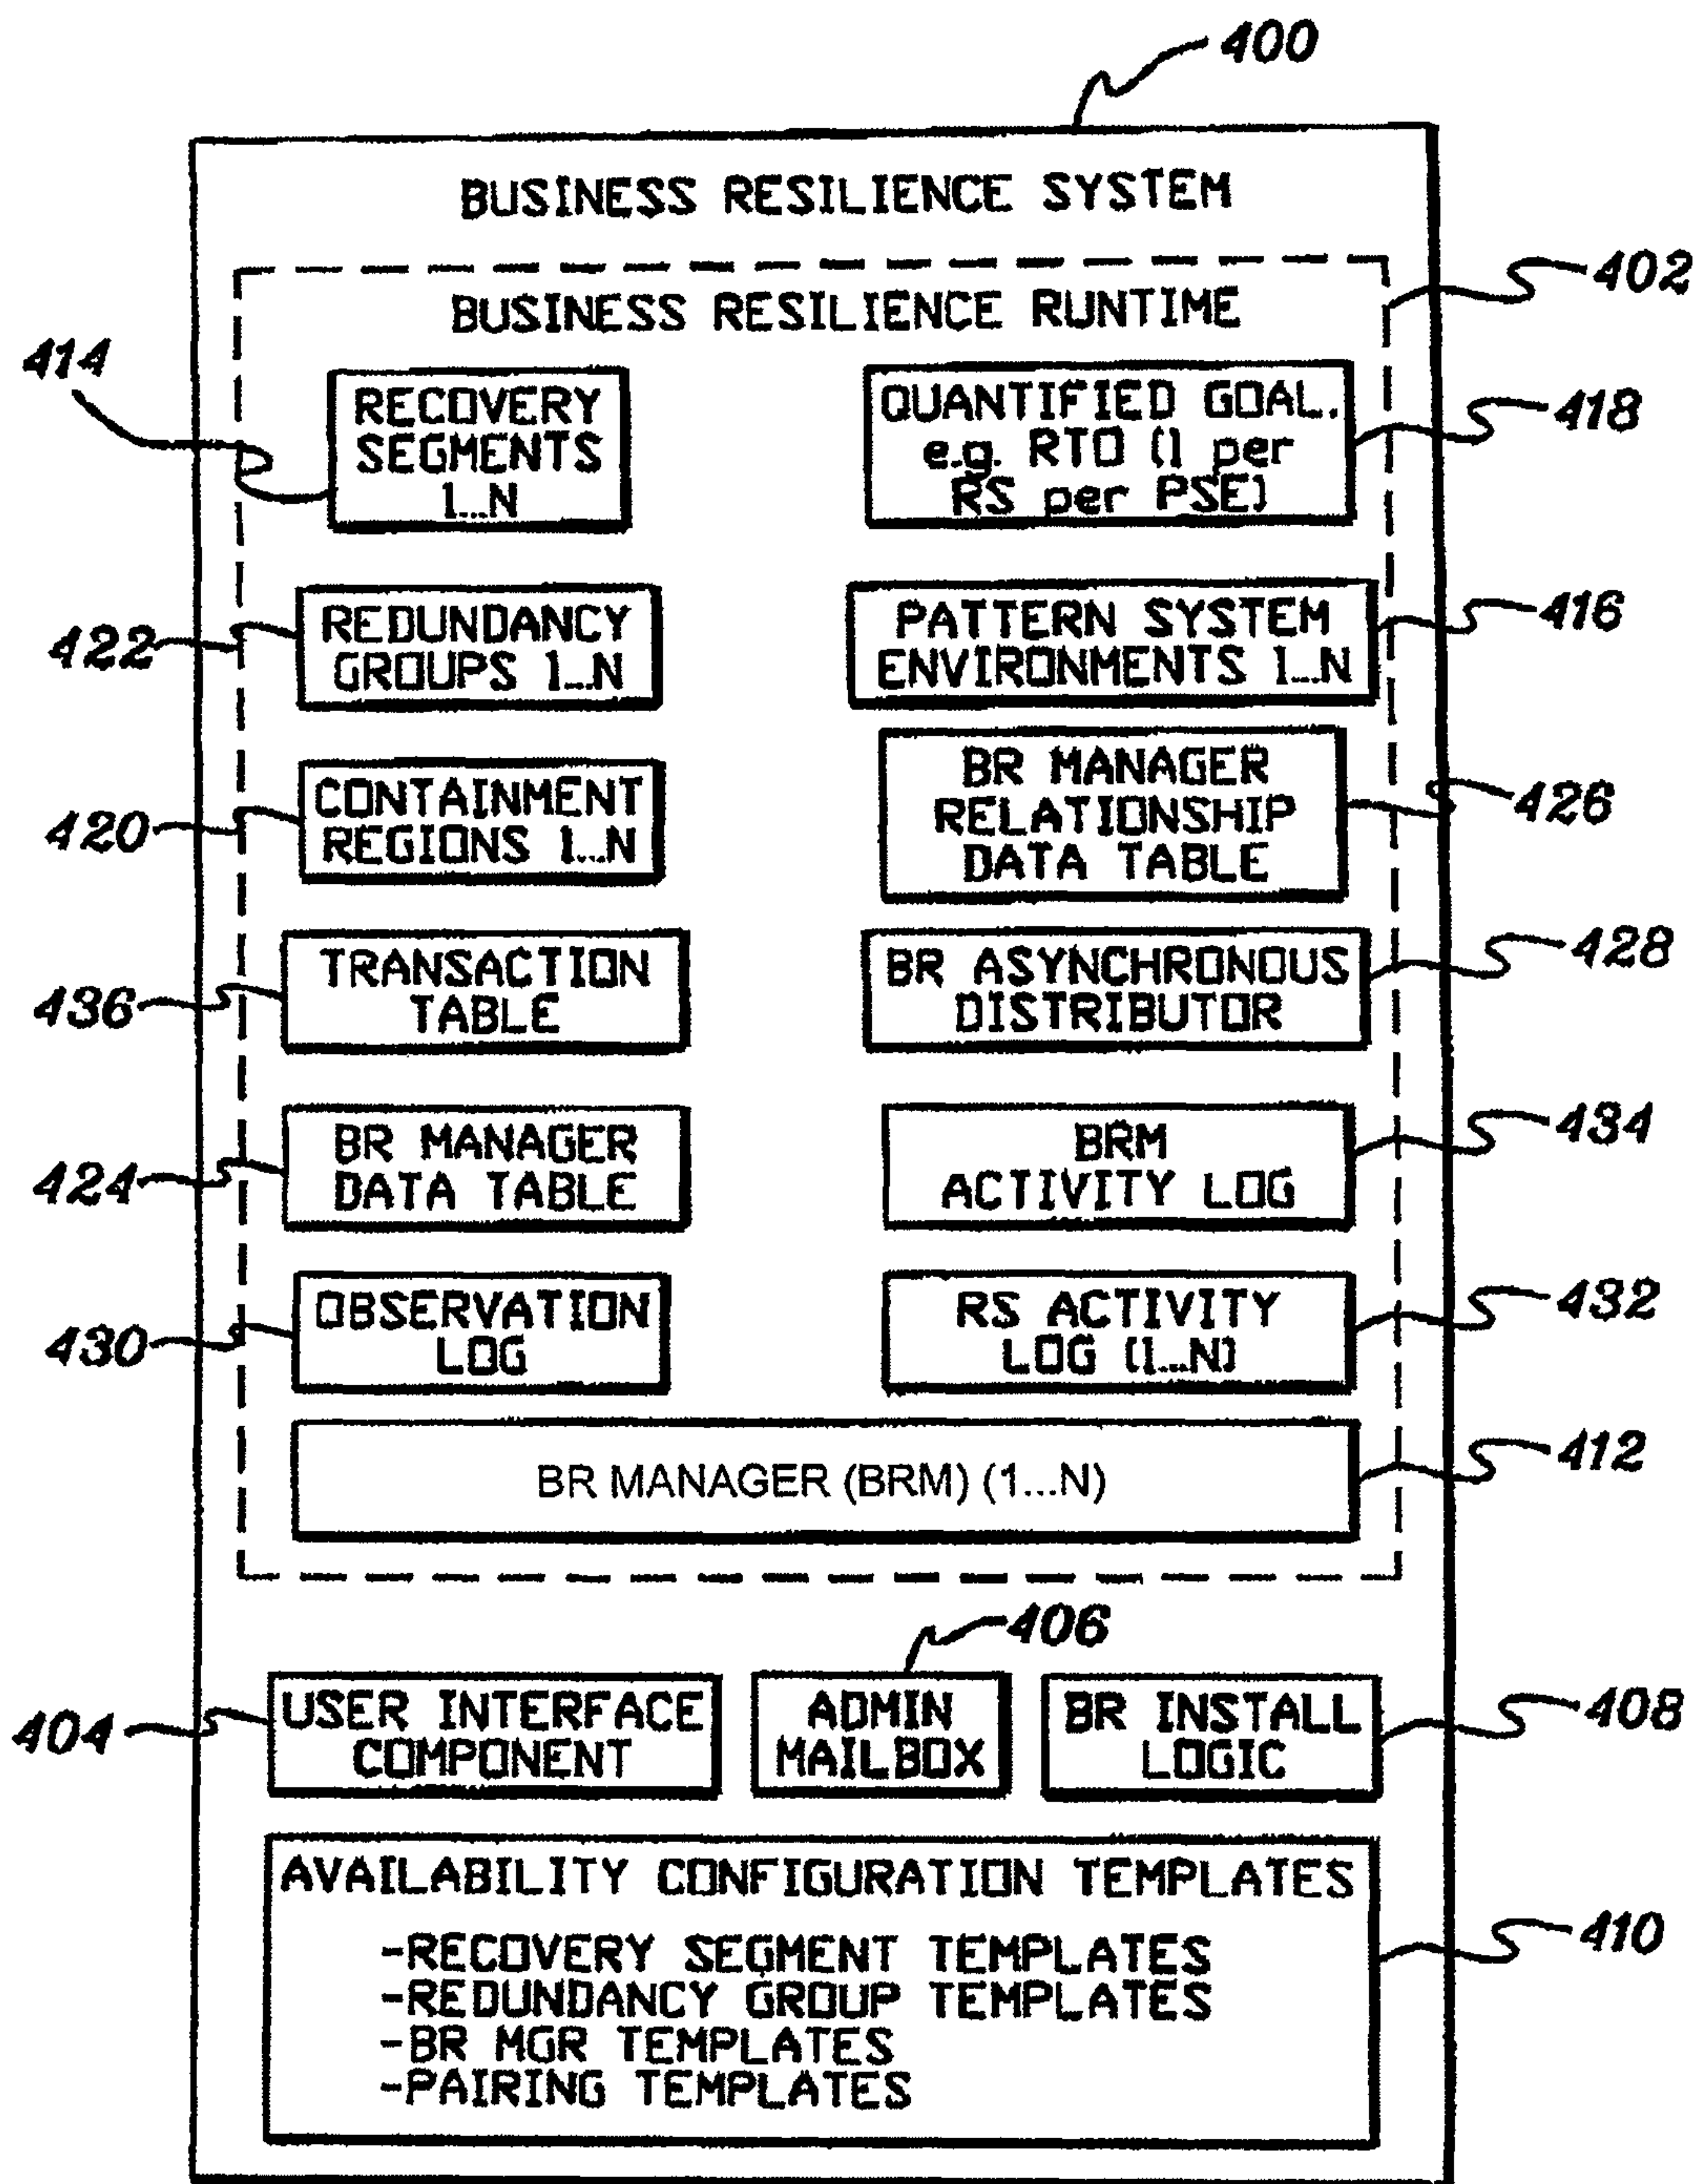 400
BUSINESS RESILIENCE SYSTEM
402
BUSINESS RESILIENCE RUNTIME
414
RECOVERY
SEGMENTS
1...N
QUANTIFIED GOAL.
e.g. RTO (1 per
RS per PSE)
418
422
REDUNDANCY
GROUPS 1...N
PATTERN SYSTEM
ENVIRONMENTS 1...N
416
420
CONTAINMENT
REGIONS 1...N
BR MANAGER
RELATIONSHIP
DATA TABLE
426
436
TRANSACTION
TABLE
BR ASYNCHRONOUS
DISTRIBUTOR
428
424
BR MANAGER
DATA TABLE
BRM
ACTIVITY LOG
434
430
OBSERVATION
LOG
RS ACTIVITY
LOG (1...N)
432
BR MANAGER (BRM) (1...N)
412
406
404
USER INTERFACE
COMPONENT
ADMIN
MAILBOX
BR INSTALL
LOGIC
408
AVAILABILITY CONFIGURATION TEMPLATES
-RECOVERY SEGMENT TEMPLATES
-REDUNDANCY GROUP TEMPLATES
-BR MGR TEMPLATES
-PAIRING TEMPLATES
410